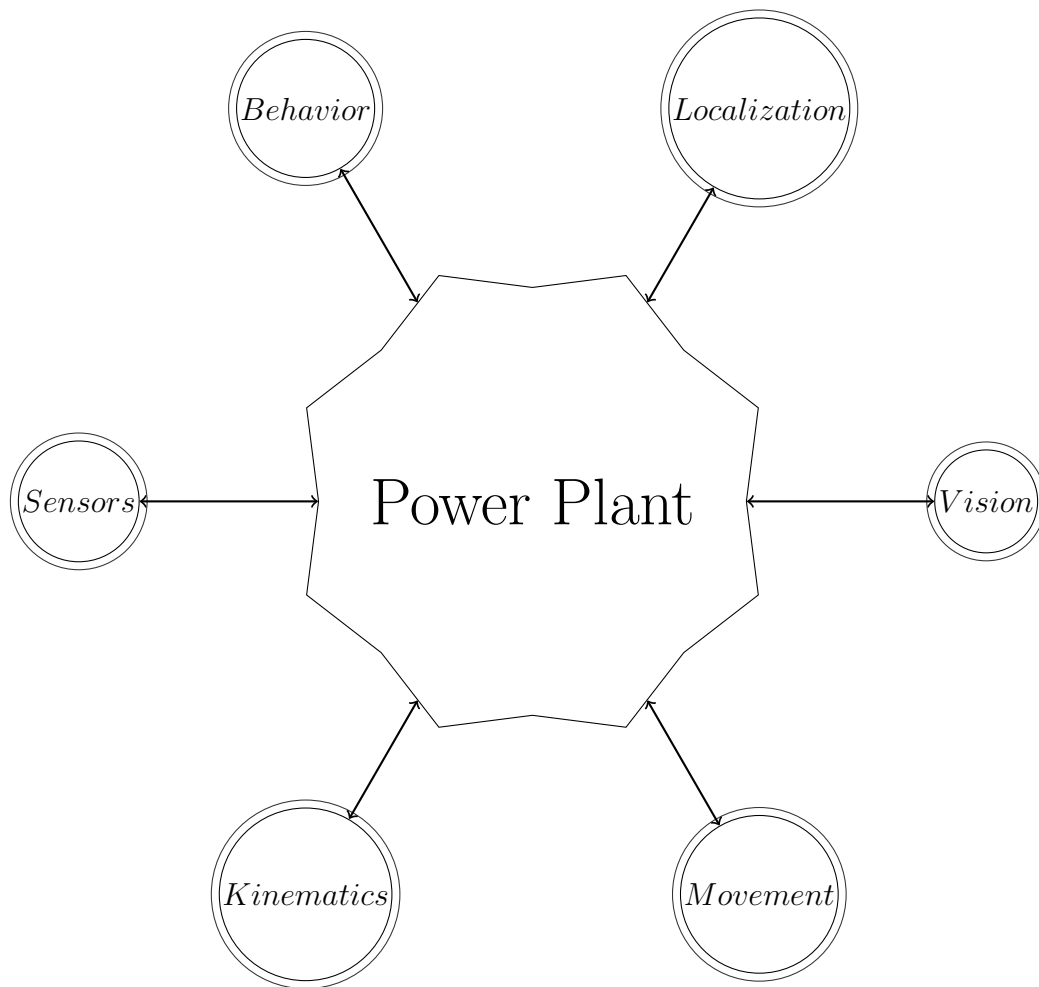 Behavior
Localization
Sensors
Power Plant
Vision
Kinematics
Movement